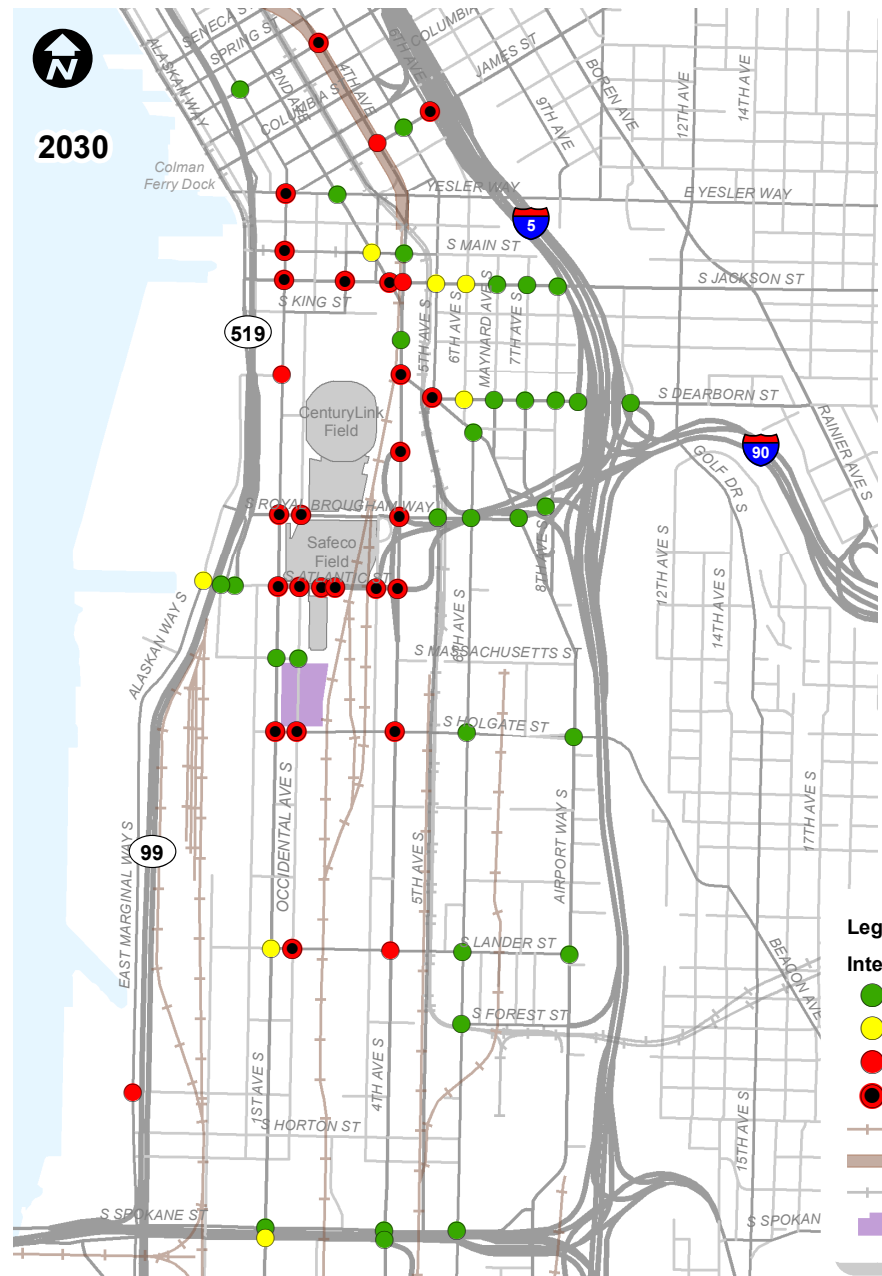 SENECA ST
SPRING ST
COLUMBIA
ALASKAN WAY
2ND AVE
4TH AVE
JAMES ST
COLUMBIA ST
BOREN AVE
9TH AVE
12TH AVE
14TH AVE
N
2030
Colman
Ferry Dock
YESLER WAY
E YESLER WAY
5
S MAIN ST
S JACKSON ST
S KING ST
519
5TH AVE S
6TH AVE S
MAYNARD AVE S
7TH AVE S
S DEARBORN ST
RAINIER AVE S
CenturyLink
Field
90
GOLF DR S
S ROYAL BROUGHAM WAY
Safeco
Field
S ATLANTIC ST
8TH AVE S
12TH AVE S
14TH AVE S
ALASKAN WAY S
6TH AVE S
S MASSACHUSETTS ST
S HOLGATE ST
OCCIDENTAL AVE S
17TH AVE S
EAST MARGINAL WAY S
99
5TH AVE S
AIRPORT WAY S
Leg
S LANDER ST
BEACON AVE
Inte
S FOREST ST
1ST AVE S
4TH AVE S
S HORTON ST
15TH AVE S
S SPOKANE ST
S SPOKAN